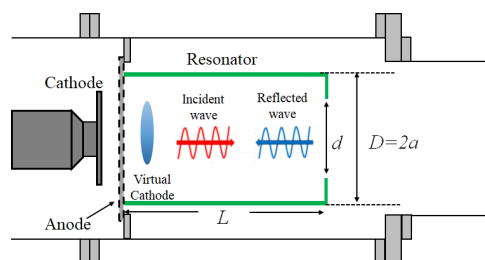 Resonator
Cathode
Incident
wave
Reflected
wave
d
D=2a
Virtual
Cathode
L
Anode